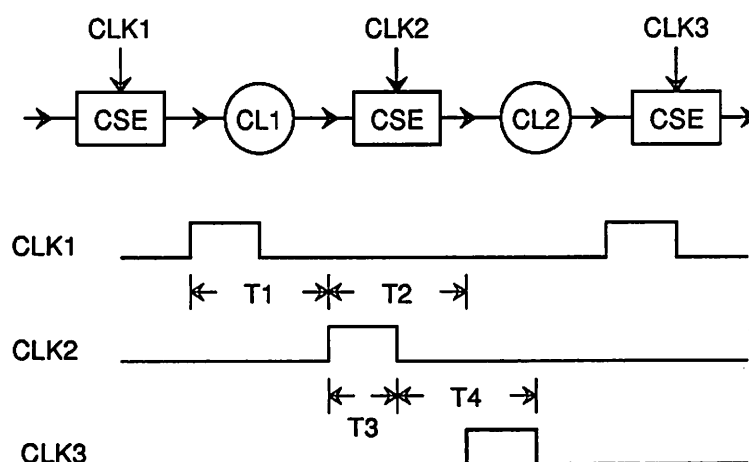 CLK1 CLK2 CLK3
CSE CL1 CSE CL2 CSE
CLK1
T1 T2
CLK2
T3 T4
CLK3